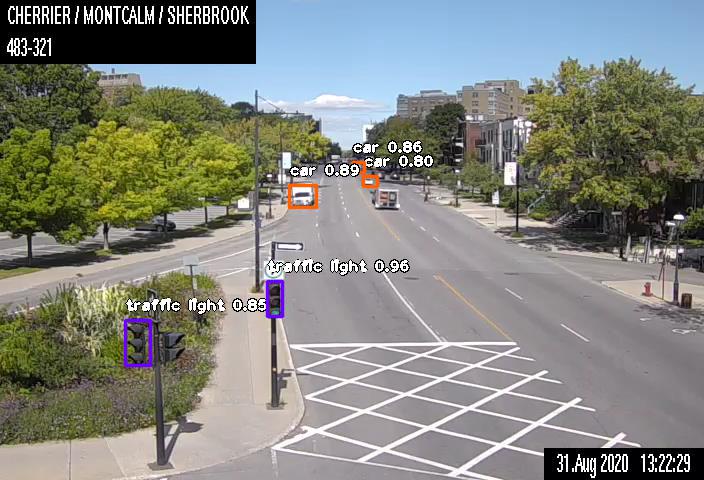 CHERRIER / MONTCALM / SHERBROOK
483-321
car 0.86
car 0.80
car 0.89
traffic light 0.96
traffic light 0.85
31.Aug 2020 13:22:29